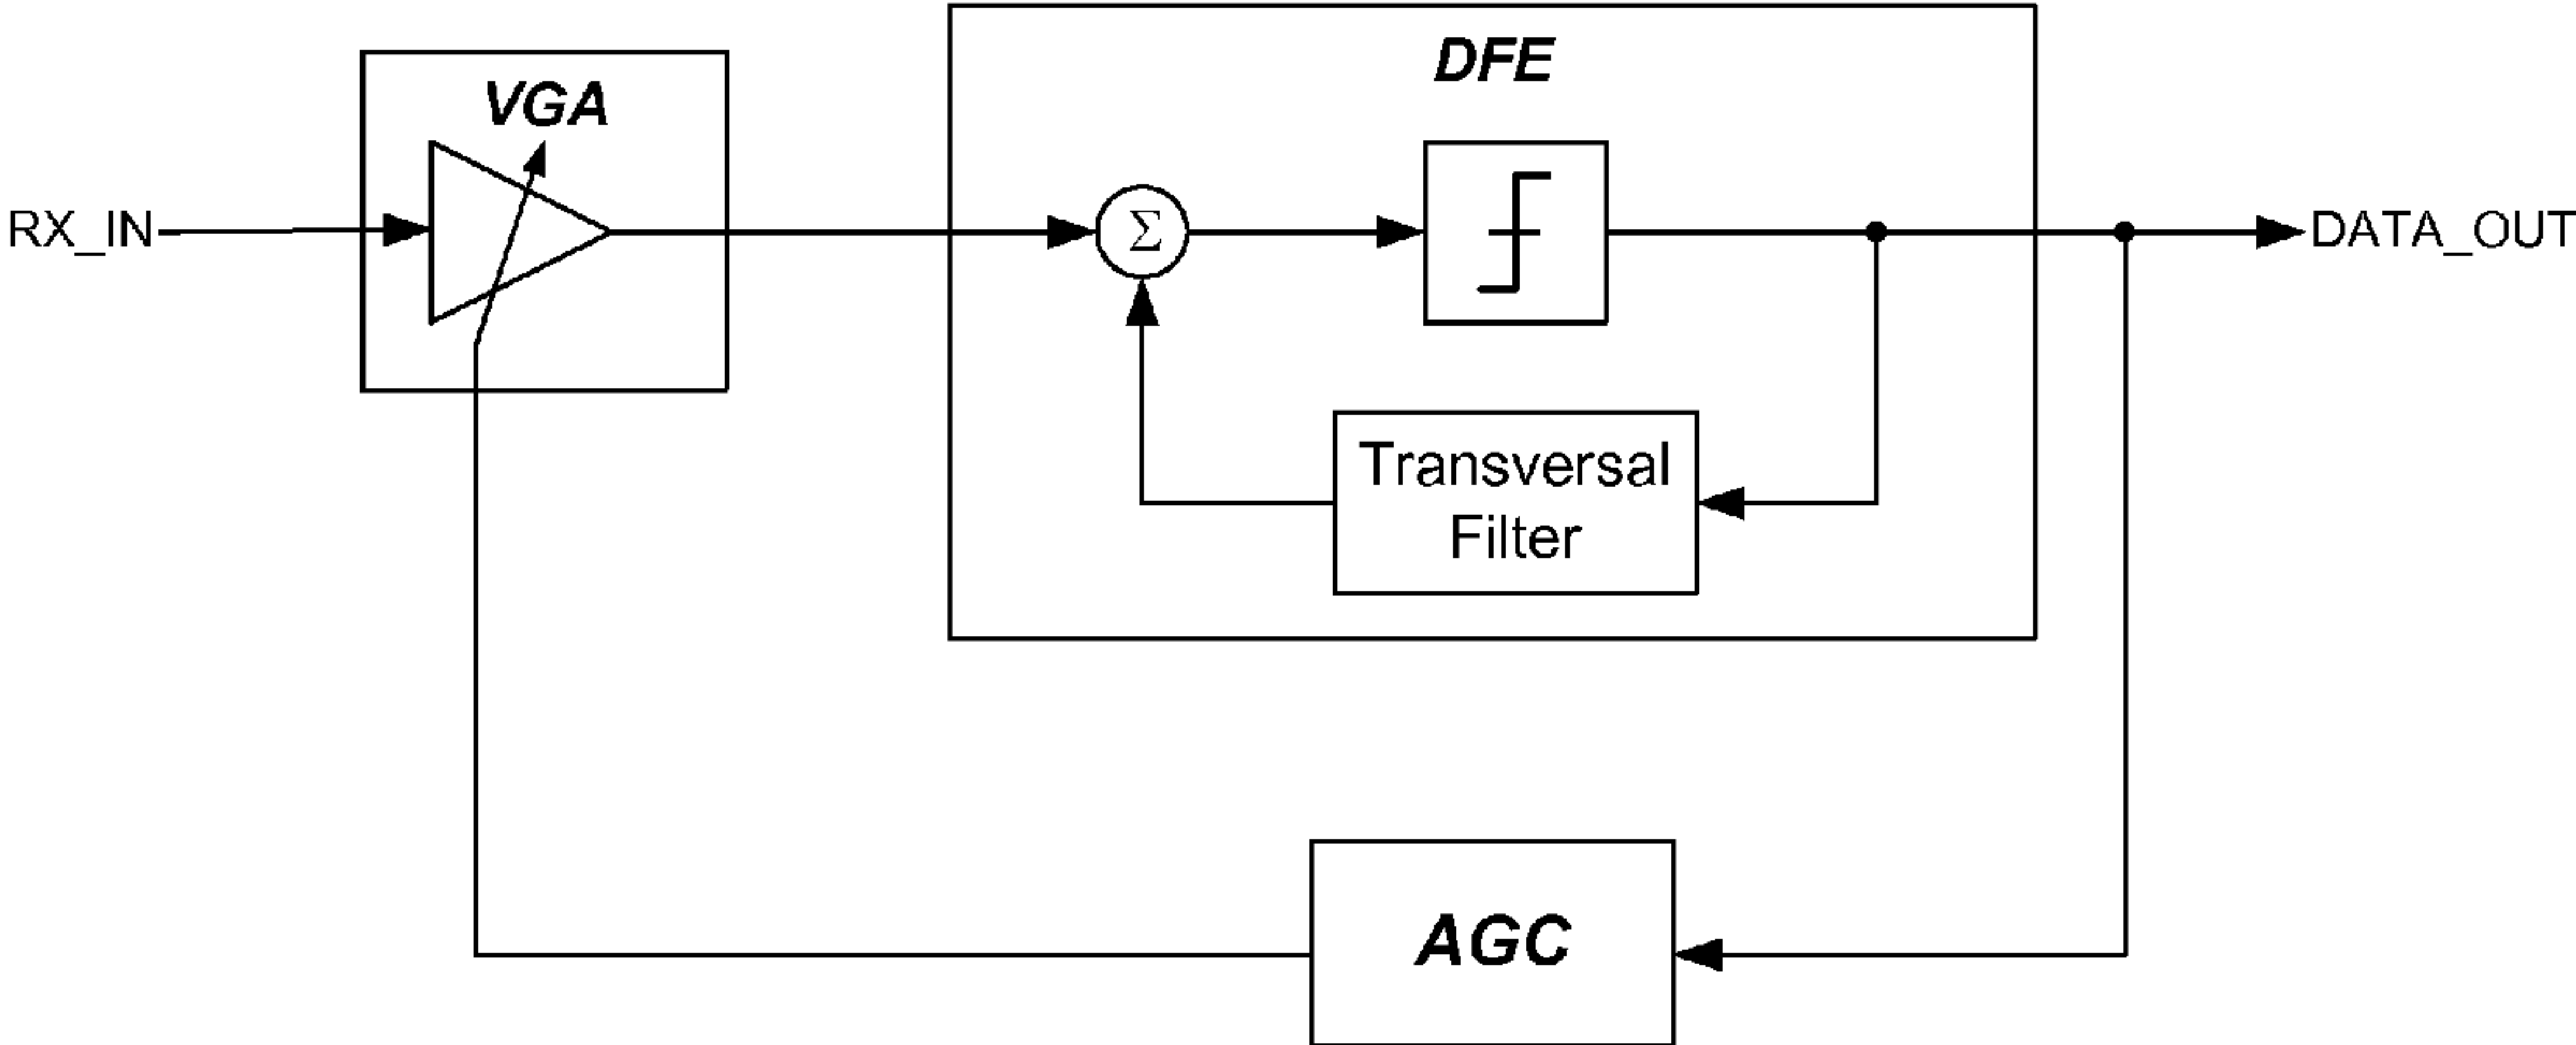 DFE
VGA
RX_IN
Σ
DATA_OUT
Transversal
Filter
AGC